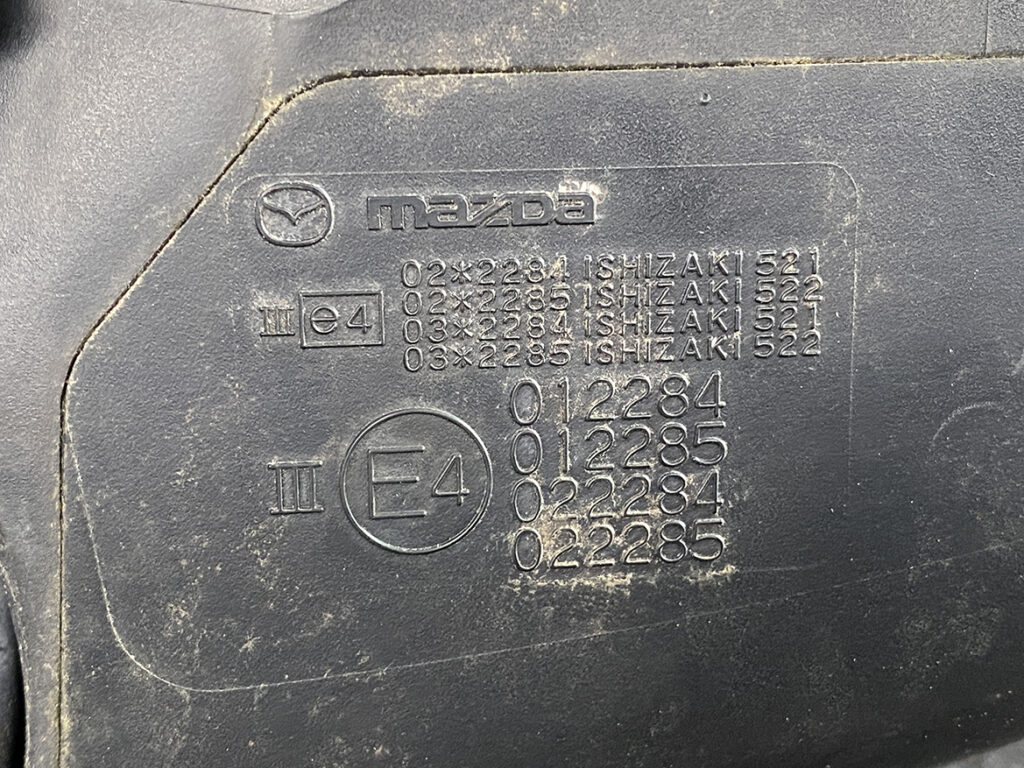 mazda
02*2284 ISHIZAKI 521
02*2285 ISHIZAKI 522
III e4
03*2284 ISHIZAKI 521
03*2285 ISHIZAKI 522
012284
012285
III E4
022284
022285